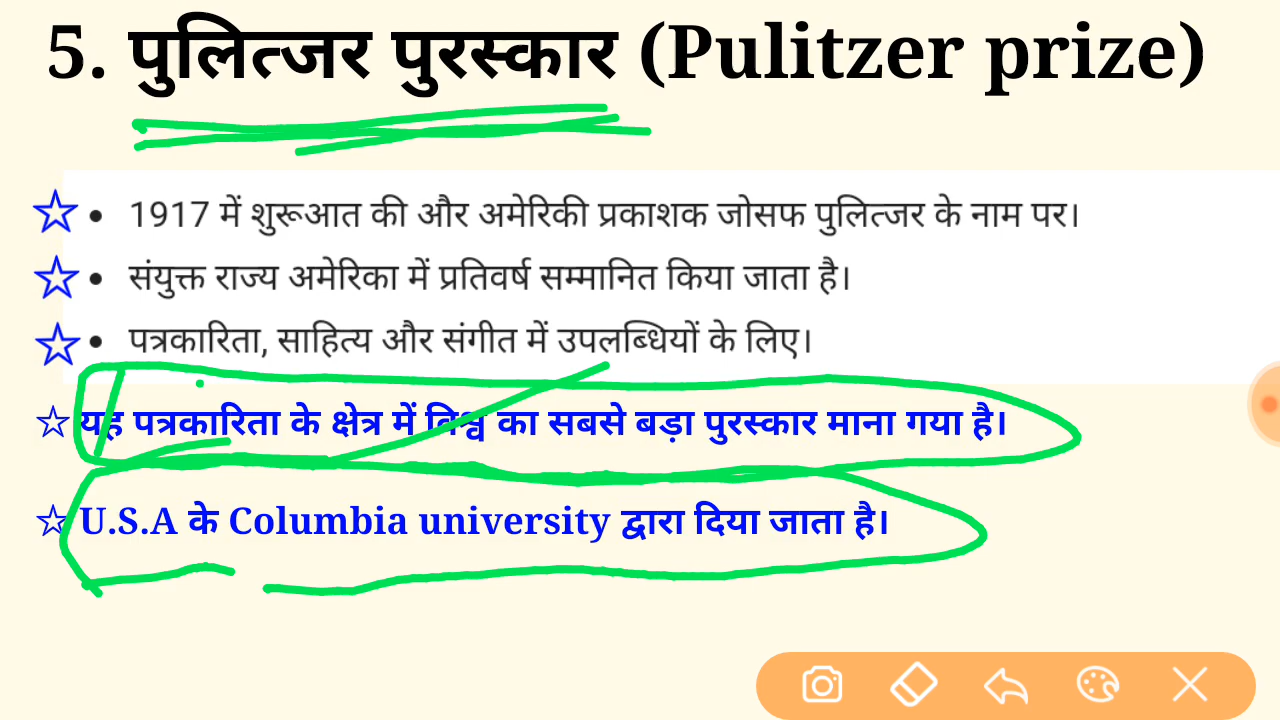 5. पुलित्जर पुरस्कार (Pulitzer prize)
☆ • 1917 में शुरूआत की और अमेरिकी प्रकाशक जोसफ पुलित्जर के नाम पर।
☆ • संयुक्त राज्य अमेरिका में प्रतिवर्ष सम्मानित किया जाता है।
☆ • पत्रकारिता, साहित्य और संगीत में उपलब्धियों के लिए।
☆ यह पत्रकारिता के क्षेत्र में विश्व का सबसे बड़ा पुरस्कार माना गया है।
☆ U.S.A के Columbia university द्वारा दिया जाता है।